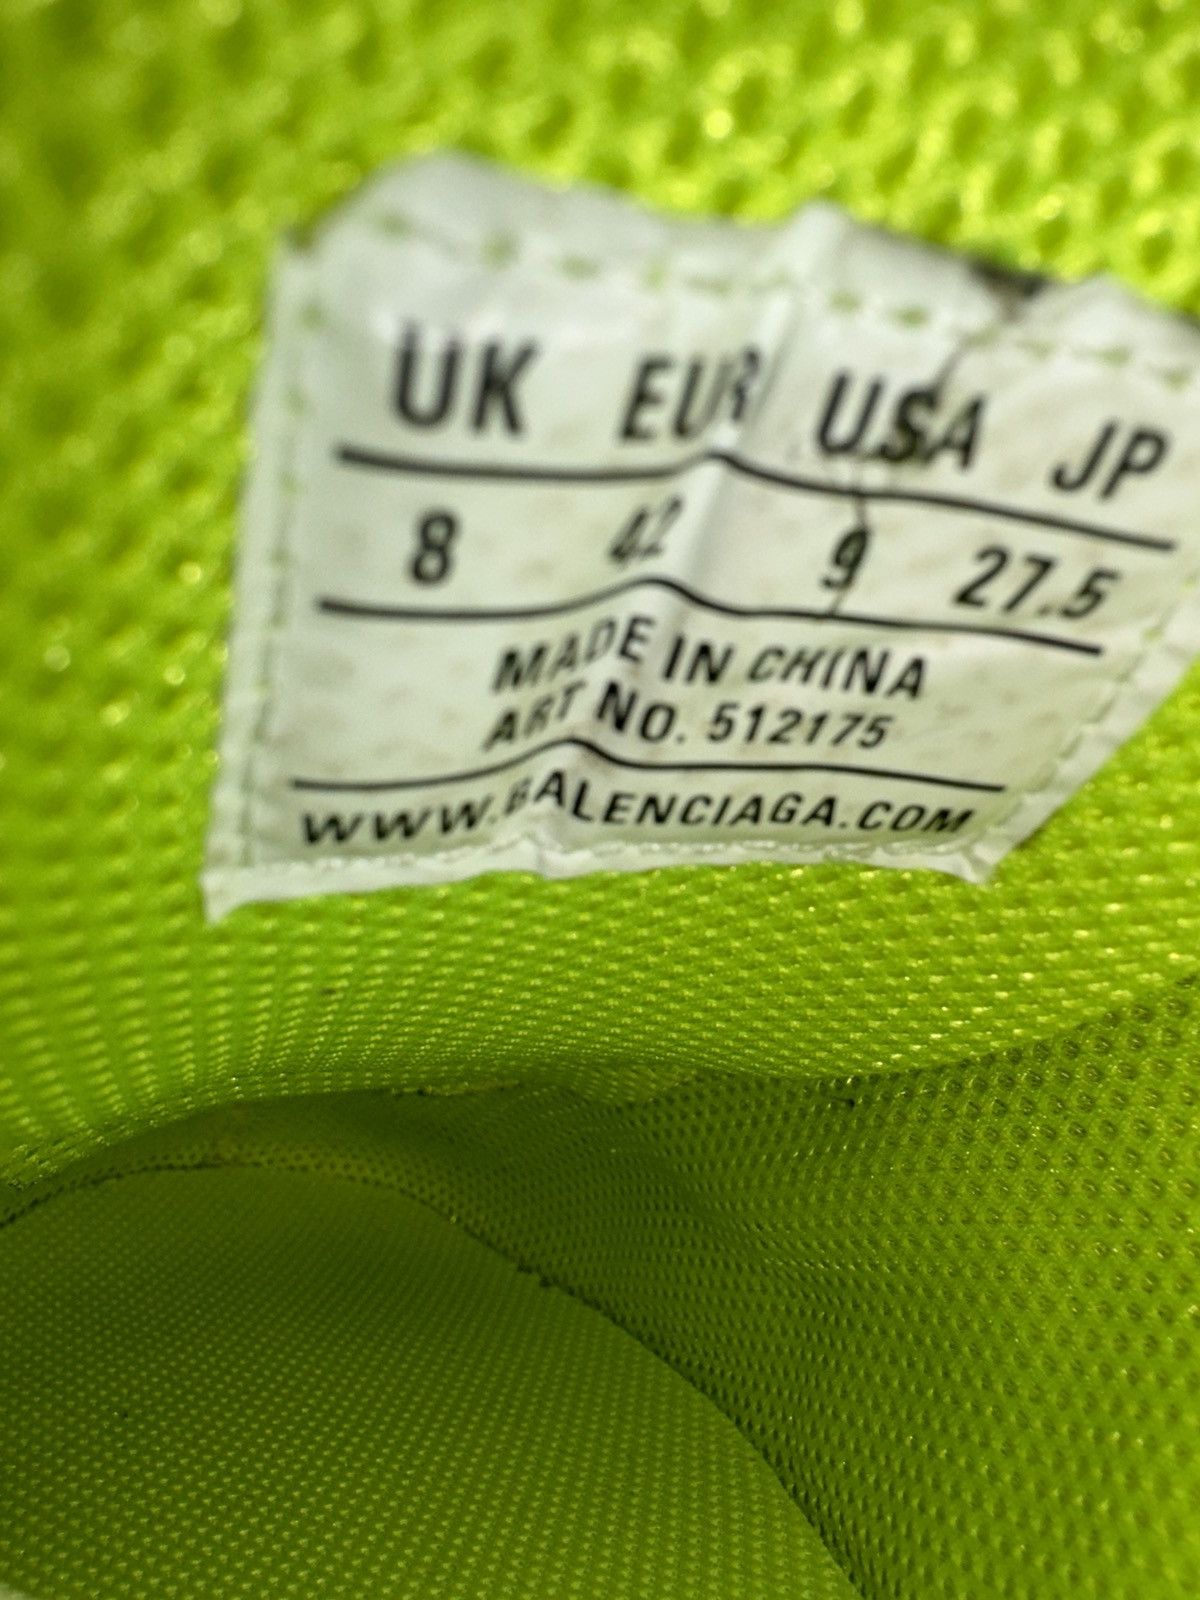 UK EUR USA JP
8 42 9 27.5
MADE IN CHINA
ART NO. 512175
WWW.BALENCIAGA.COM